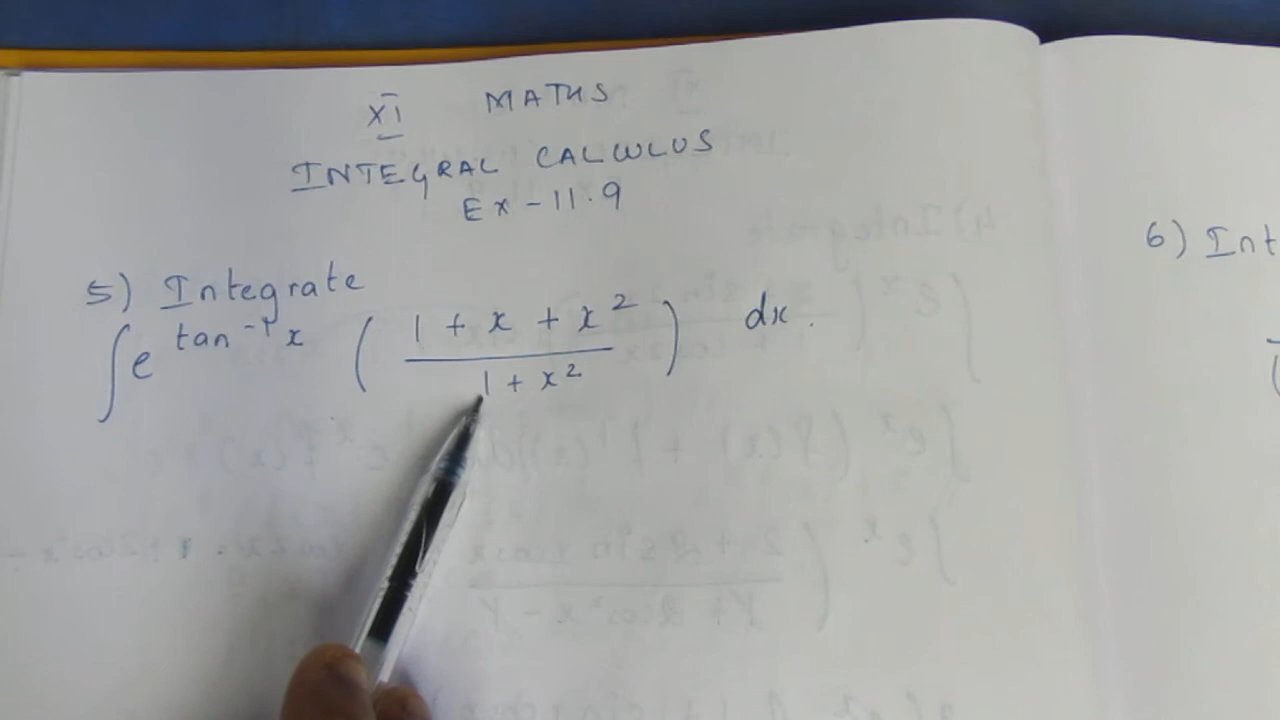 XI MATHS
INTEGRAL CALCULUS
Ex - 11.9
5) Integrate
∫e^tan⁻¹x ( (1 + x + x²) / (1 + x²) ) dx.
6) Int